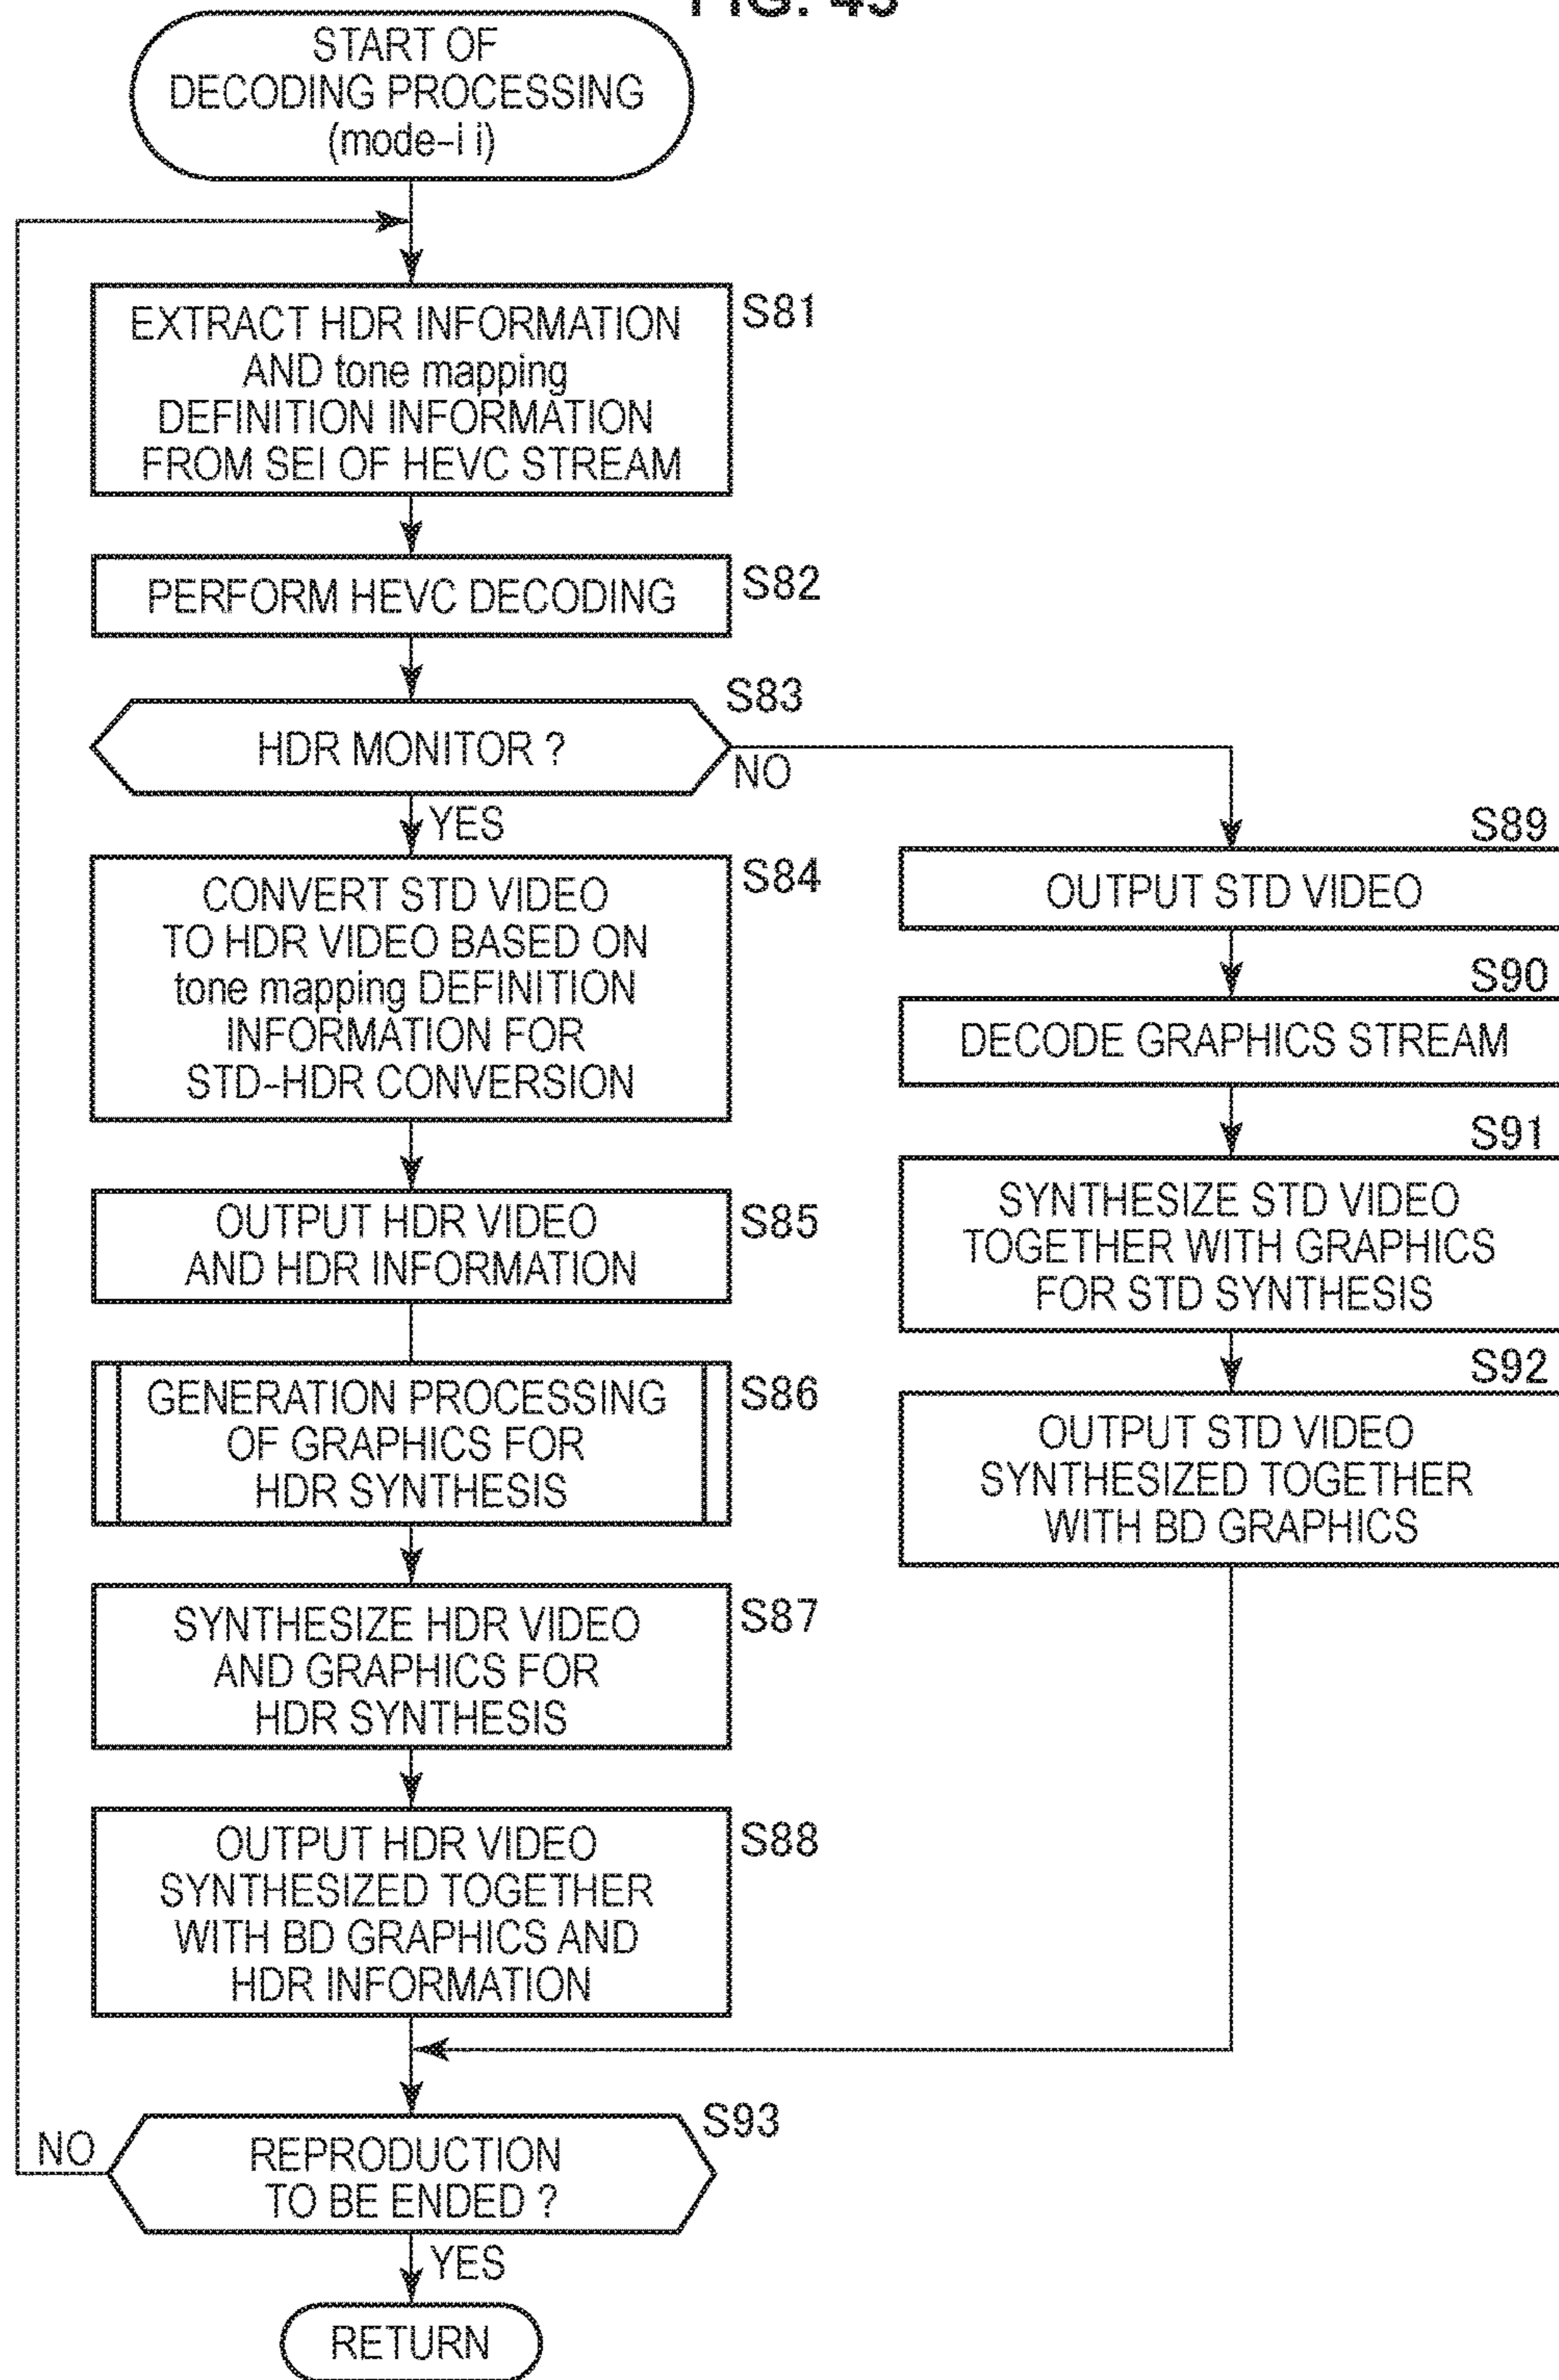 FIG. 45
START OF
DECODING PROCESSING
(mode-ii)
EXTRACT HDR INFORMATION
AND tone mapping
DEFINITION INFORMATION
FROM SEI OF HEVC STREAM
S81
PERFORM HEVC DECODING
S82
HDR MONITOR ?
S83
NO
YES
CONVERT STD VIDEO
TO HDR VIDEO BASED ON
tone mapping DEFINITION
INFORMATION FOR
STD-HDR CONVERSION
S84
OUTPUT HDR VIDEO
AND HDR INFORMATION
S85
GENERATION PROCESSING
OF GRAPHICS FOR
HDR SYNTHESIS
S86
SYNTHESIZE HDR VIDEO
AND GRAPHICS FOR
HDR SYNTHESIS
S87
OUTPUT HDR VIDEO
SYNTHESIZED TOGETHER
WITH BD GRAPHICS AND
HDR INFORMATION
S88
S89
OUTPUT STD VIDEO
S90
DECODE GRAPHICS STREAM
S91
SYNTHESIZE STD VIDEO
TOGETHER WITH GRAPHICS
FOR STD SYNTHESIS
S92
OUTPUT STD VIDEO
SYNTHESIZED TOGETHER
WITH BD GRAPHICS
S93
NO
REPRODUCTION
TO BE ENDED ?
YES
RETURN